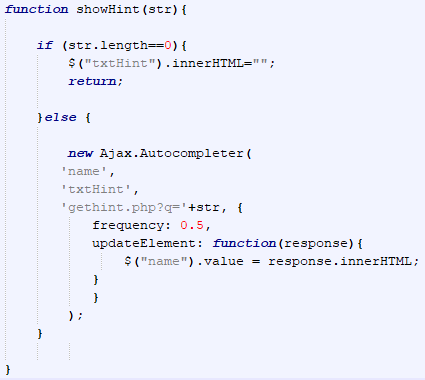 function showHint(str){
if (str.length==0){
$("txtHint").innerHTML="";
return;
}else {
new Ajax.Autocompleter(
'name',
'txtHint',
'gethint.php?q='+str, {
frequency: 0.5,
updateElement: function(response){
$("name").value = response.innerHTML;
}
}
);
}
}